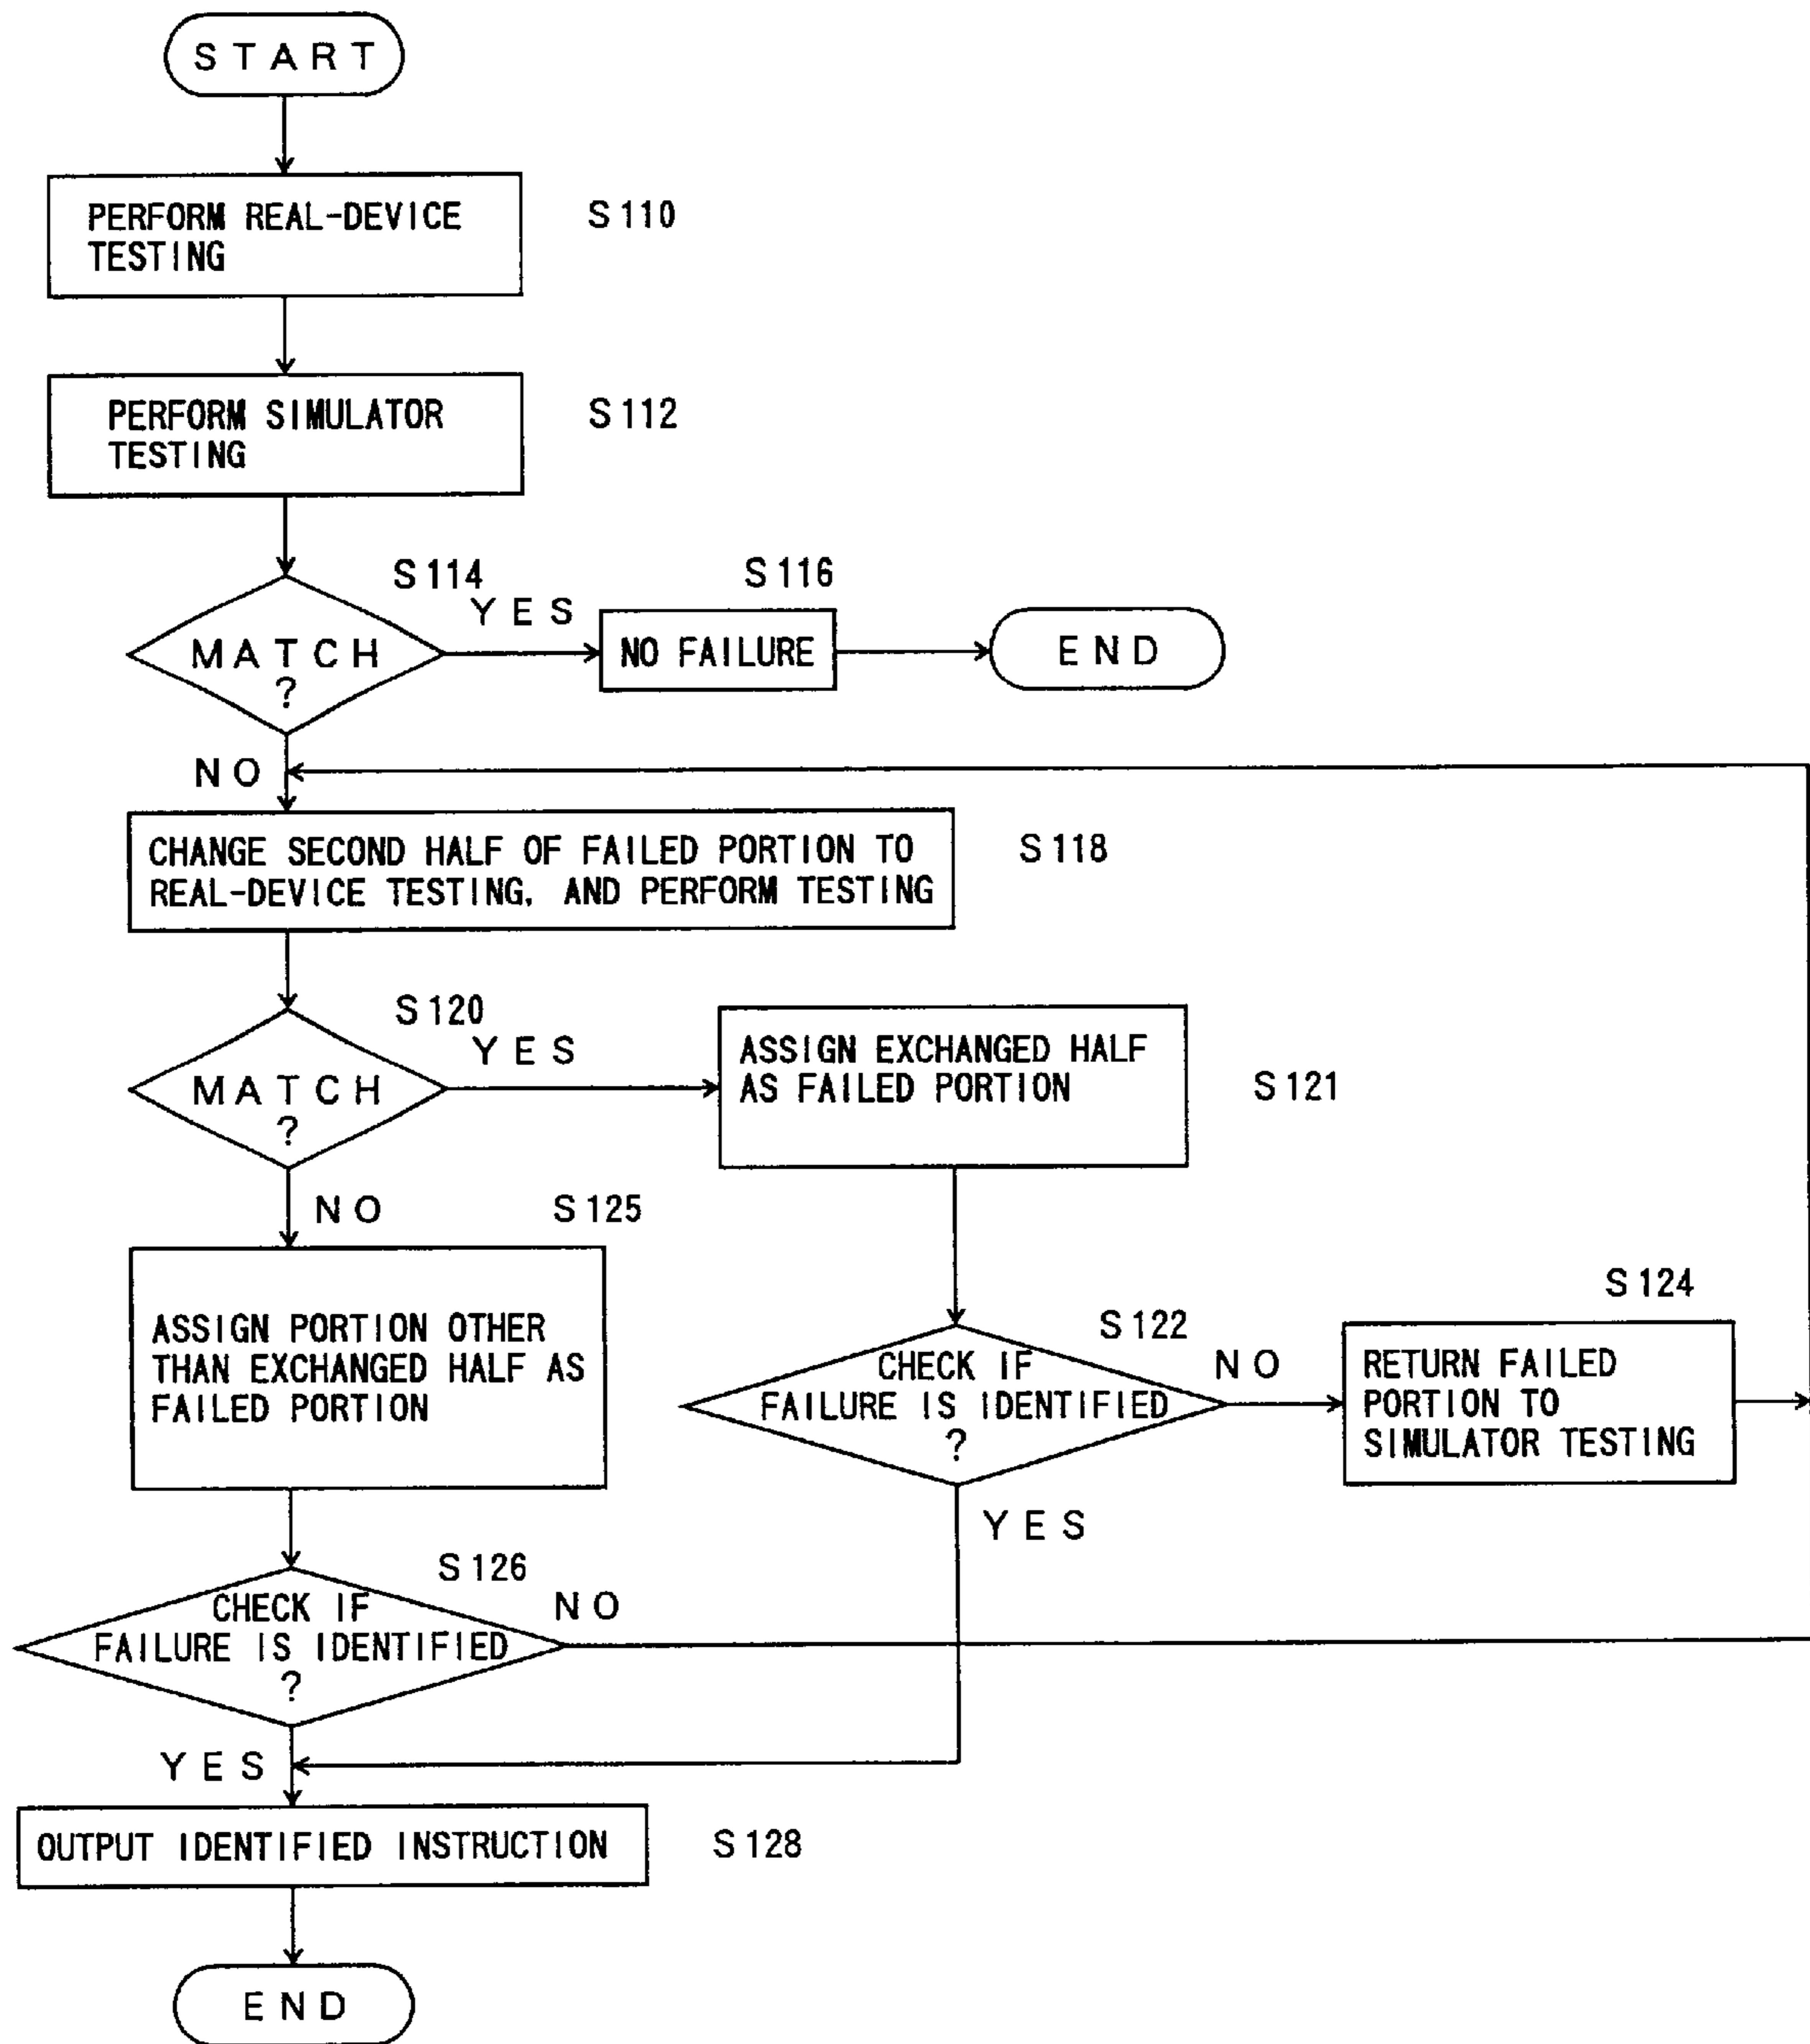 START
PERFORM REAL-DEVICE
TESTING
S110
PERFORM SIMULATOR
TESTING
S112
S114
MATCH
?
YES
S116
NO FAILURE
END
NO
CHANGE SECOND HALF OF FAILED PORTION TO
REAL-DEVICE TESTING, AND PERFORM TESTING
S118
S120
MATCH
?
YES
ASSIGN EXCHANGED HALF
AS FAILED PORTION
S121
NO
S125
ASSIGN PORTION OTHER
THAN EXCHANGED HALF AS
FAILED PORTION
S122
CHECK IF
FAILURE IS IDENTIFIED
?
NO
S124
RETURN FAILED
PORTION TO
SIMULATOR TESTING
YES
S126
CHECK IF
FAILURE IS IDENTIFIED
?
NO
YES
OUTPUT IDENTIFIED INSTRUCTION
S128
END